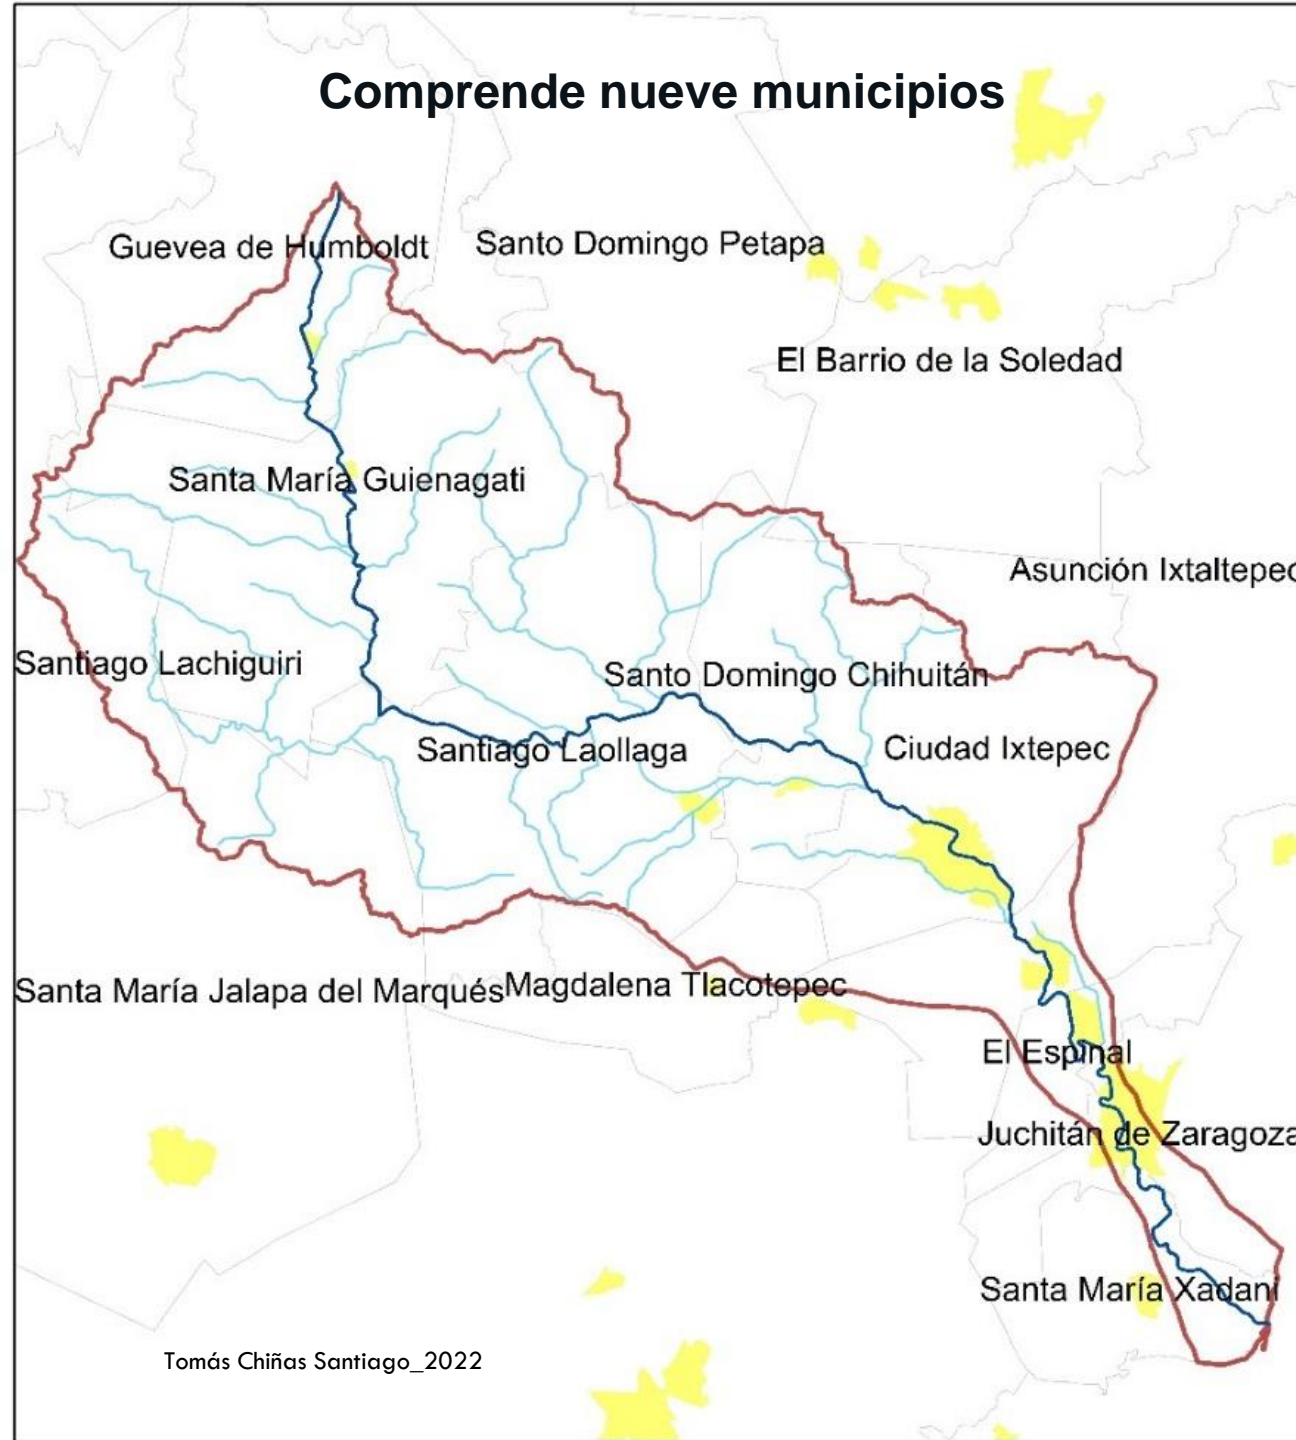 Comprende nueve municipios
Guevea de Humboldt
Santo Domingo Petapa
El Barrio de la Soledad
Santa María Guienagati
Asunción Ixtaltepec
Santiago Lachiguiri
Santo Domingo Chihuitán
Santiago Laollaga
Ciudad Ixtepec
Santa María Jalapa del Marqués
Magdalena Tlacotepec
El Espinal
Juchitán de Zaragoza
Santa María Xadani
Tomás Chiñas Santiago_2022